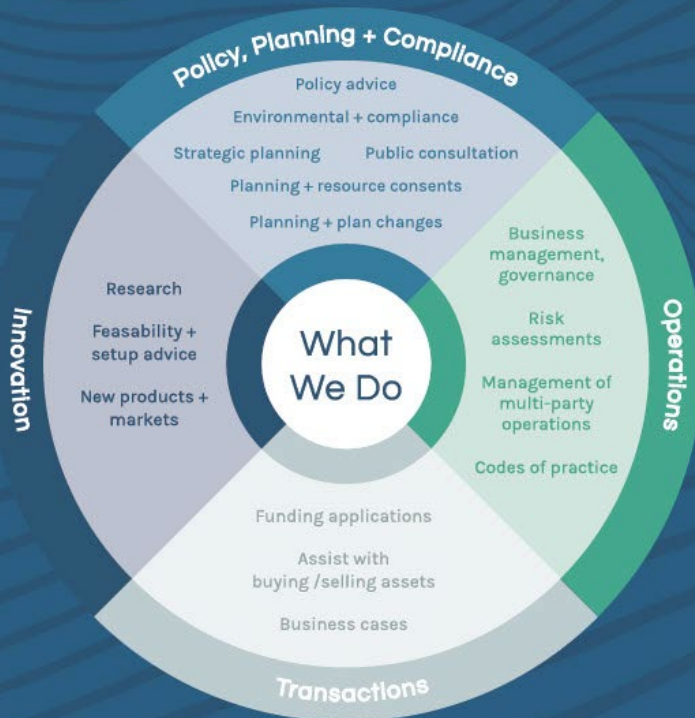 Policy, Planning + Compliance
Policy advice
Environmental + compliance
Strategic planning
Public consultation
Planning + resource consents
Planning + plan changes
Innovation
Research
Feasability +
setup advice
New products +
markets
What
We Do
Business
management,
governance
Risk
assessments
Management of
multi-party
operations
Codes of practice
Operations
Funding applications
Assist with
buying /selling assets
Business cases
Transactions